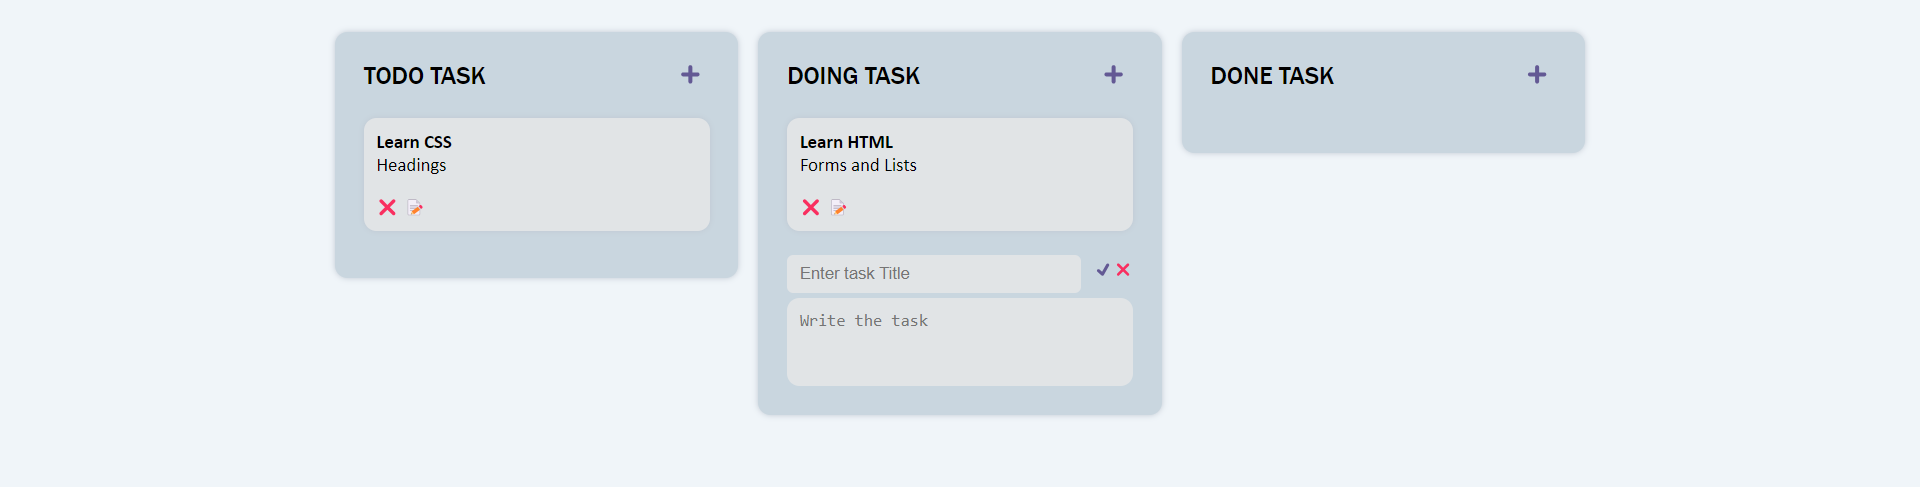 TODO TASK
Learn CSS
Headings
DOING TASK
Learn HTML
Forms and Lists
Enter task Title
Write the task
DONE TASK